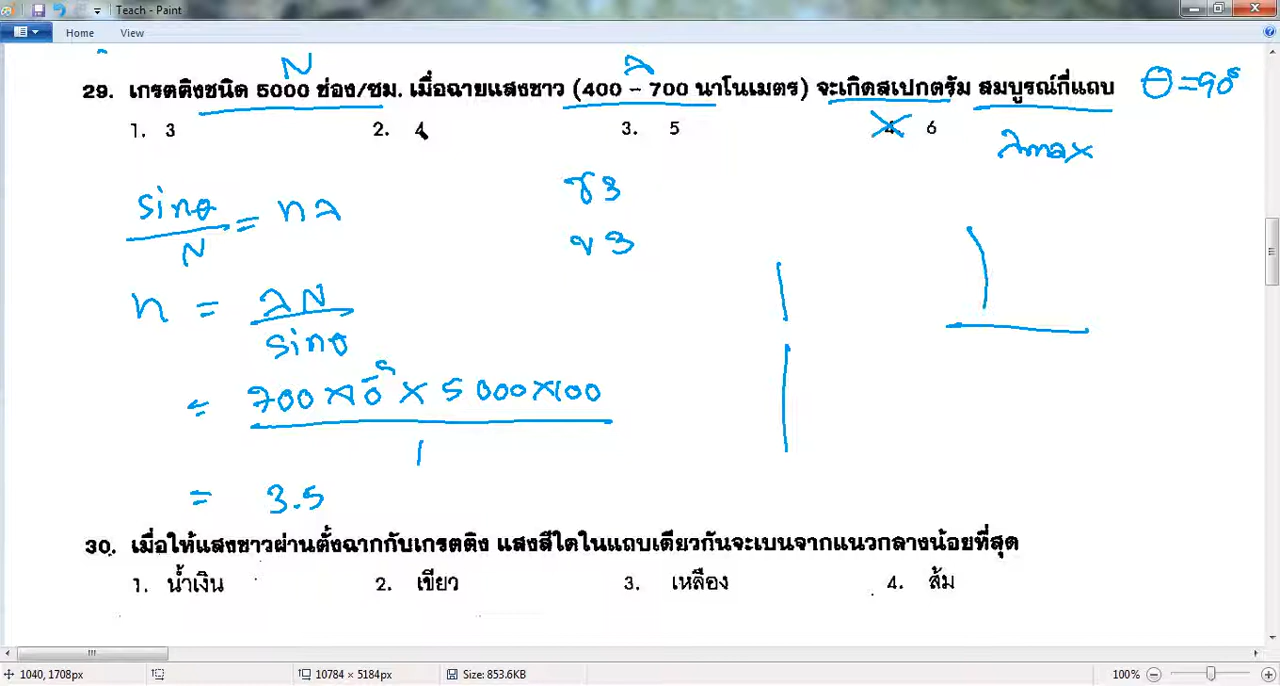 Teach - Paint
Home View
N λ
29. เกรตติงชนิด 5000 ช่อง/ซม. เมื่อฉายแสงขาว (400 – 700 นาโนเมตร) จะเกิดสเปกตรัม สมบูรณ์กี่แถบ θ = 90°
1. 3 2. 4 3. 5 4. 6
λmax
sinθ/N = nλ
ซ 3
ข 3
n = λN/sinθ
= 700 × 10⁻⁹ × 5000 × 100
1
= 3.5
30. เมื่อให้แสงขาวผ่านตั้งฉากกับเกรตติง แสงสีใดในแถบเดียวกันจะเบนจากแนวกลางน้อยที่สุด
1. น้ำเงิน 2. เขียว 3. เหลือง 4. ส้ม
1040, 1708px 10784 × 5184px Size: 853.6KB 100%